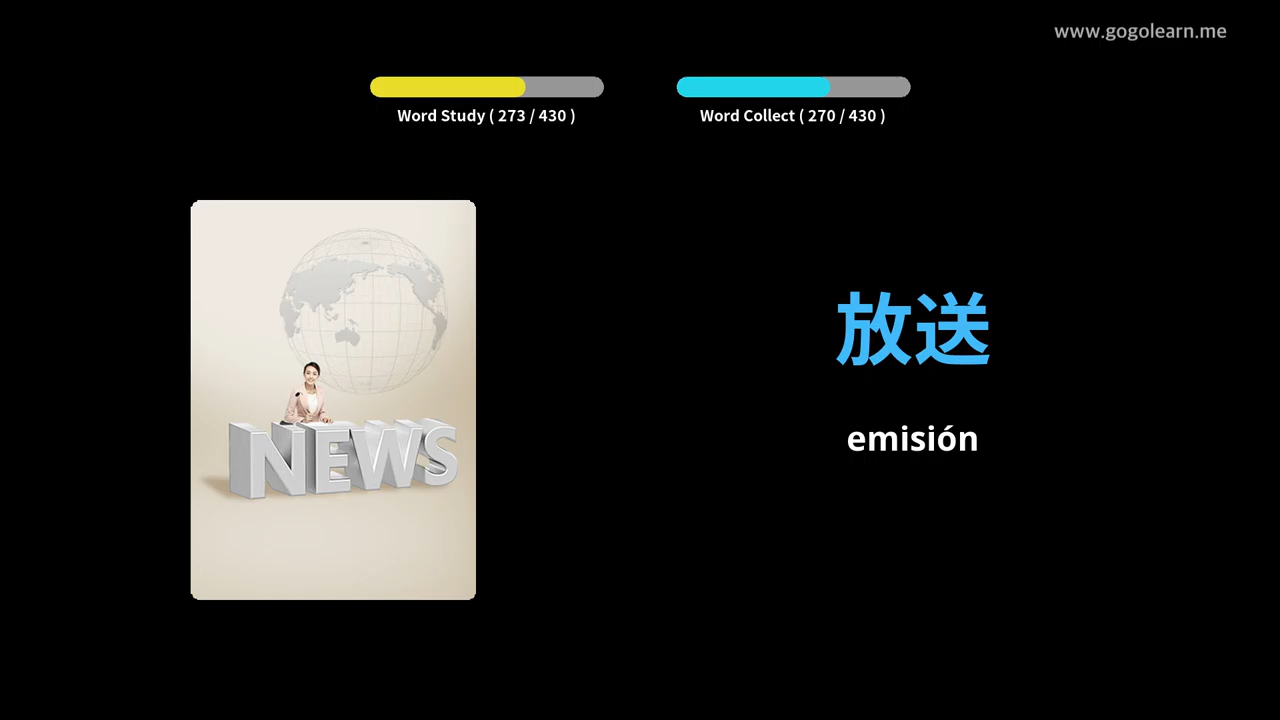 www.gogolearn.me
Word Study ( 273 / 430 )
Word Collect ( 270 / 430 )
NEWS
放送
emisión